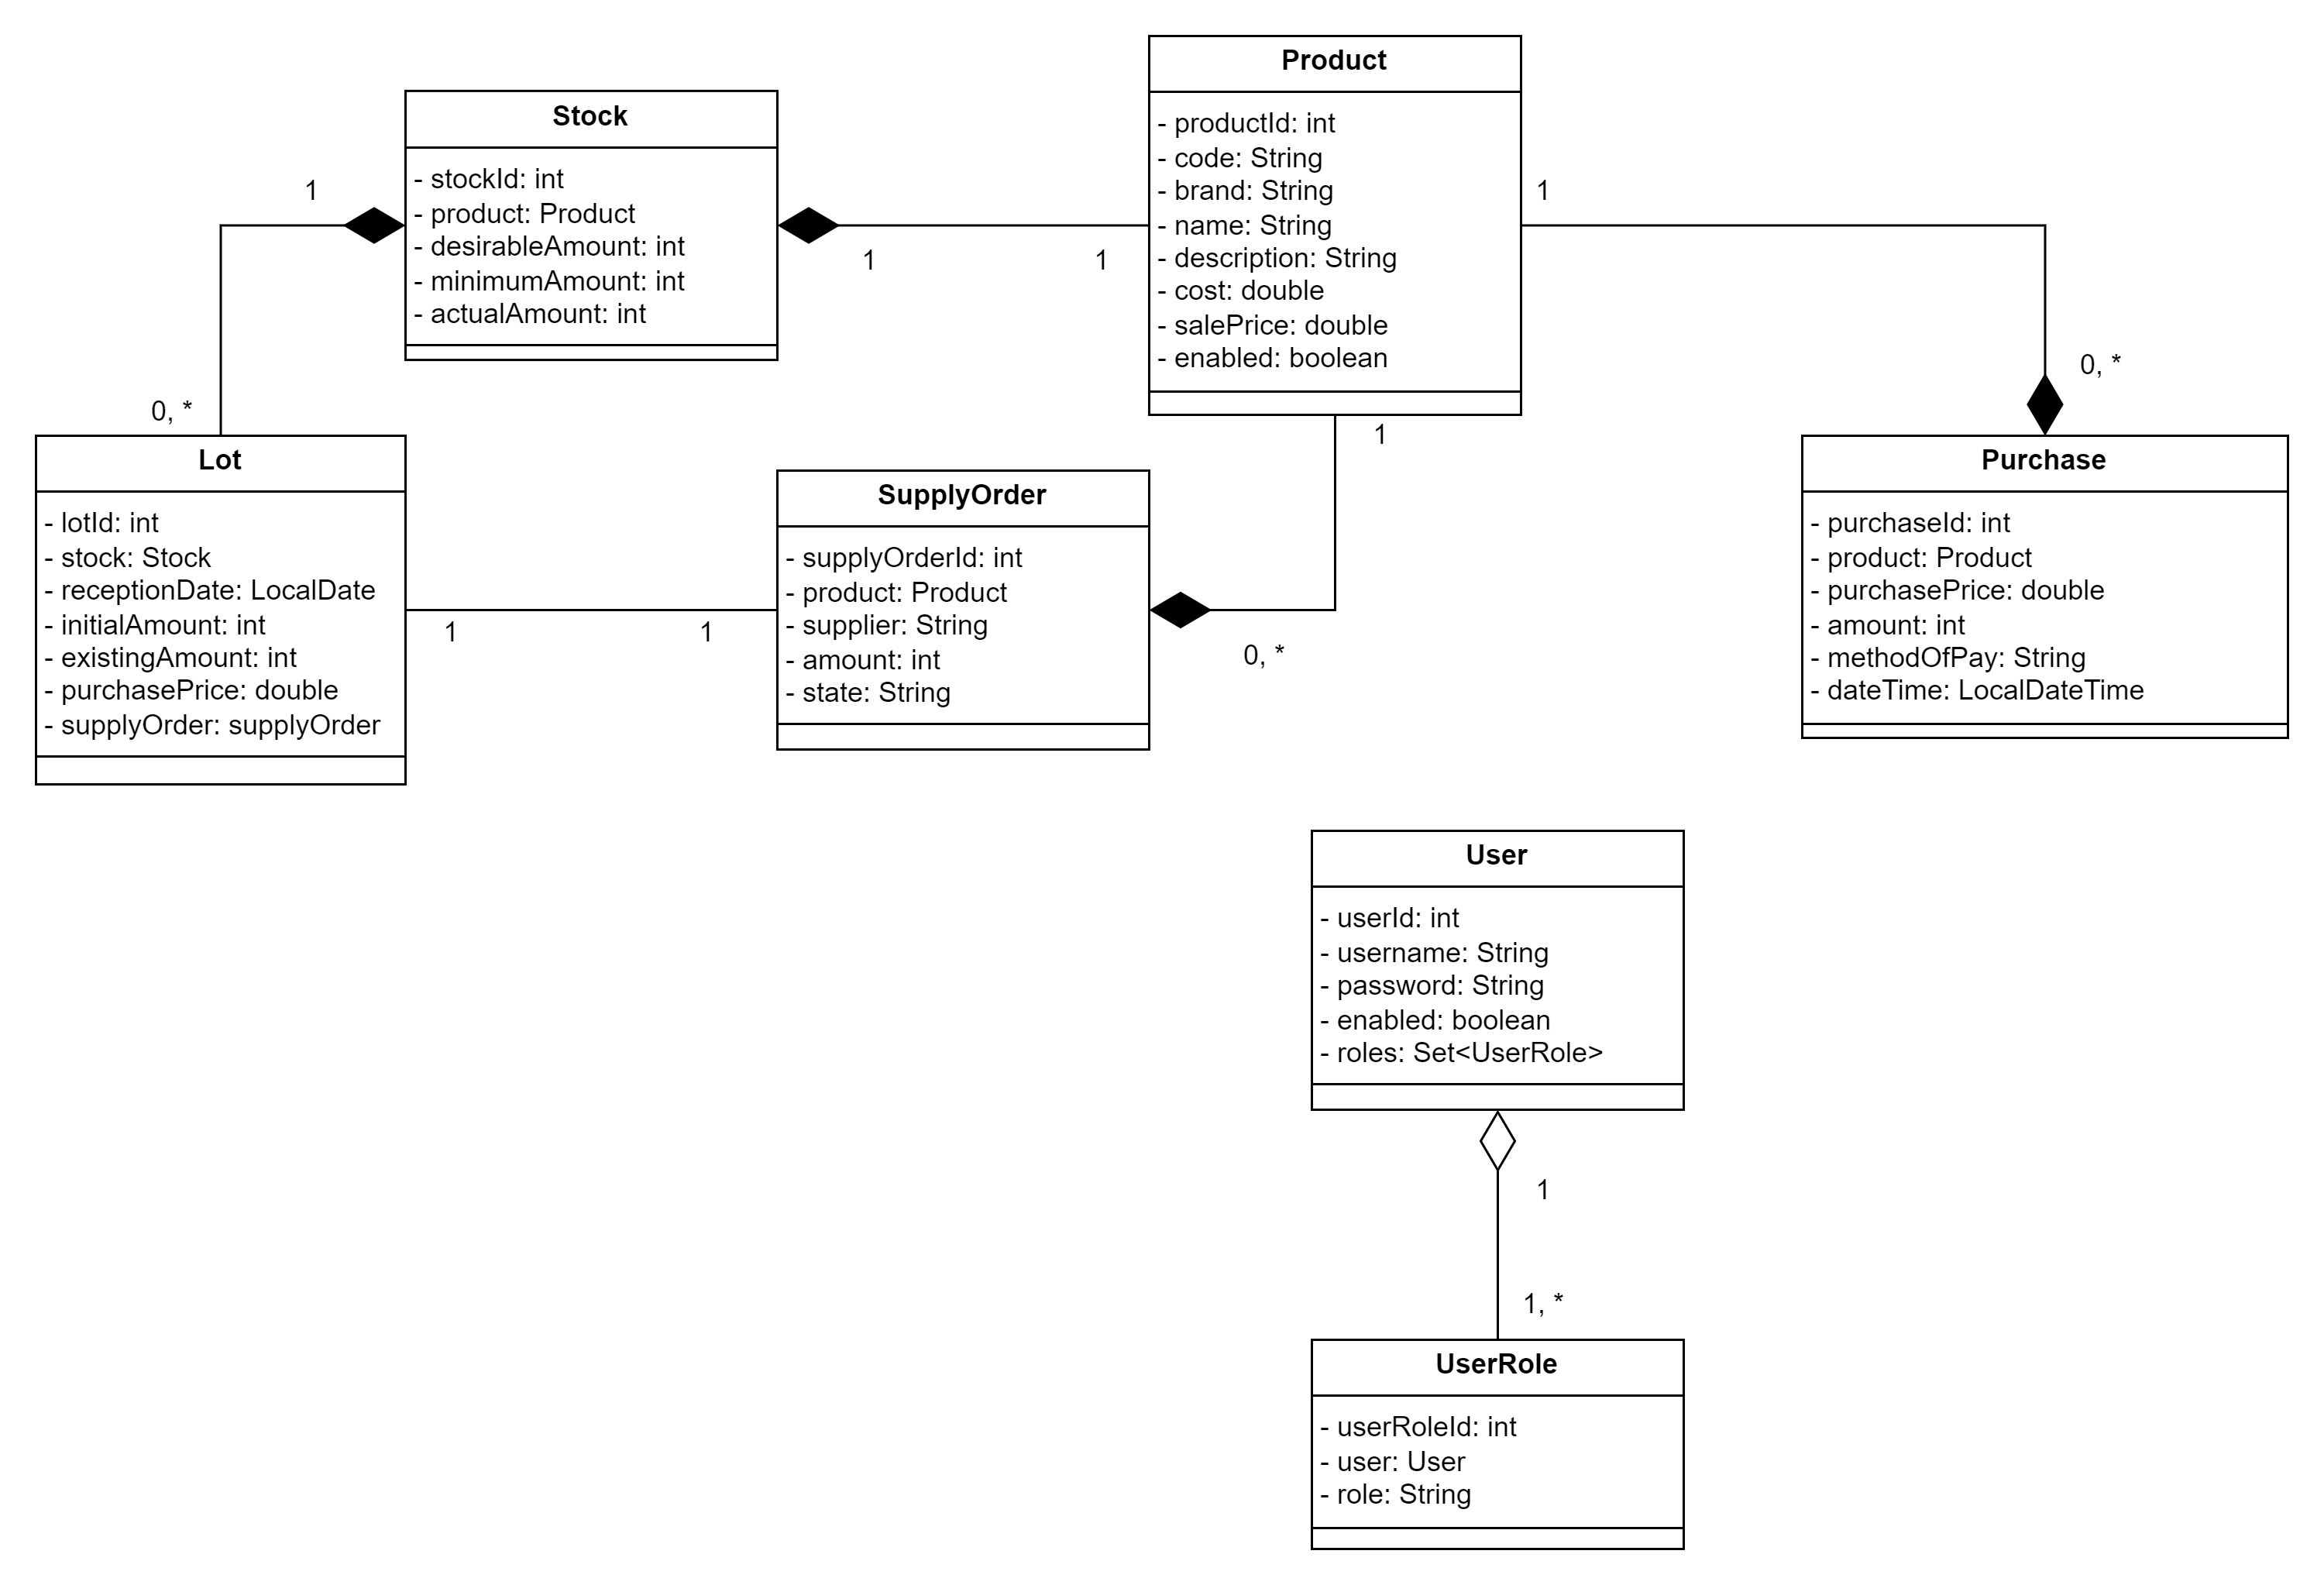 Product
- productId: int
- code: String
- brand: String
- name: String
- description: String
- cost: double
- salePrice: double
- enabled: boolean
Stock
- stockId: int
- product: Product
- desirableAmount: int
- minimumAmount: int
- actualAmount: int
1
1
1
1
0, *
0, *
1
0, *
Lot
- lotId: int
- stock: Stock
- receptionDate: LocalDate
- initialAmount: int
- existingAmount: int
- purchasePrice: double
- supplyOrder: supplyOrder
1
1
SupplyOrder
- supplyOrderId: int
- product: Product
- supplier: String
- amount: int
- state: String
Purchase
- purchaseId: int
- product: Product
- purchasePrice: double
- amount: int
- methodOfPay: String
- dateTime: LocalDateTime
User
- userId: int
- username: String
- password: String
- enabled: boolean
- roles: Set<UserRole>
1
1, *
UserRole
- userRoleId: int
- user: User
- role: String